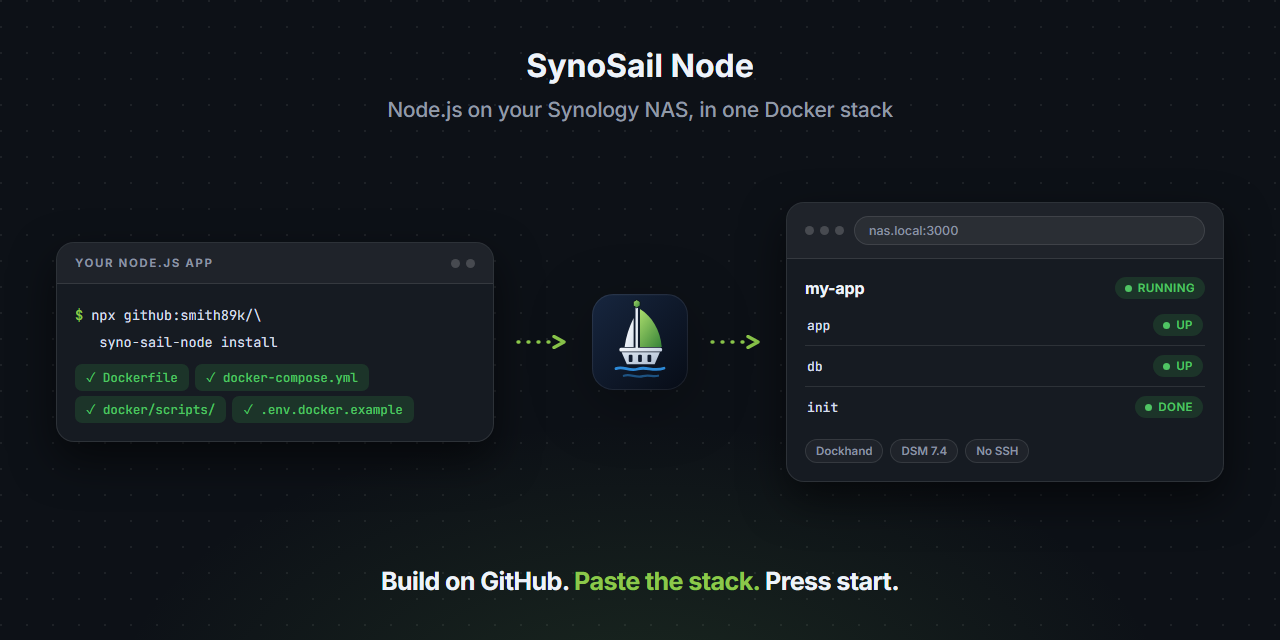 SynoSail Node
Node.js on your Synology NAS, in one Docker stack
YOUR NODE.JS APP
$ npx github:smith89k/\
syno-sail-node install
✓ Dockerfile ✓ docker-compose.yml
✓ docker/scripts/ ✓ .env.docker.example
nas.local:3000
my-app RUNNING
app UP
db UP
init DONE
Dockhand DSM 7.4 No SSH
Build on GitHub. Paste the stack. Press start.